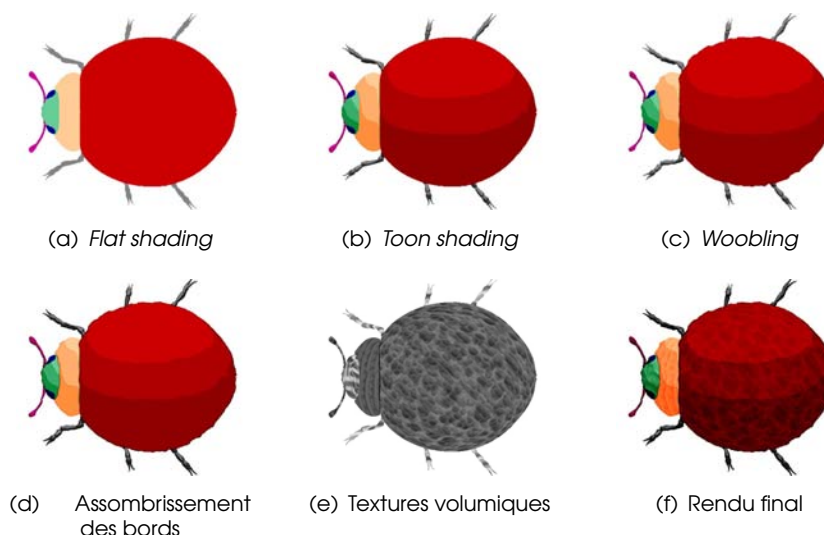 (a) Flat shading
(b) Toon shading
(c) Woobling
(d) Assombrissement
des bords
(e) Textures volumiques
(f) Rendu final